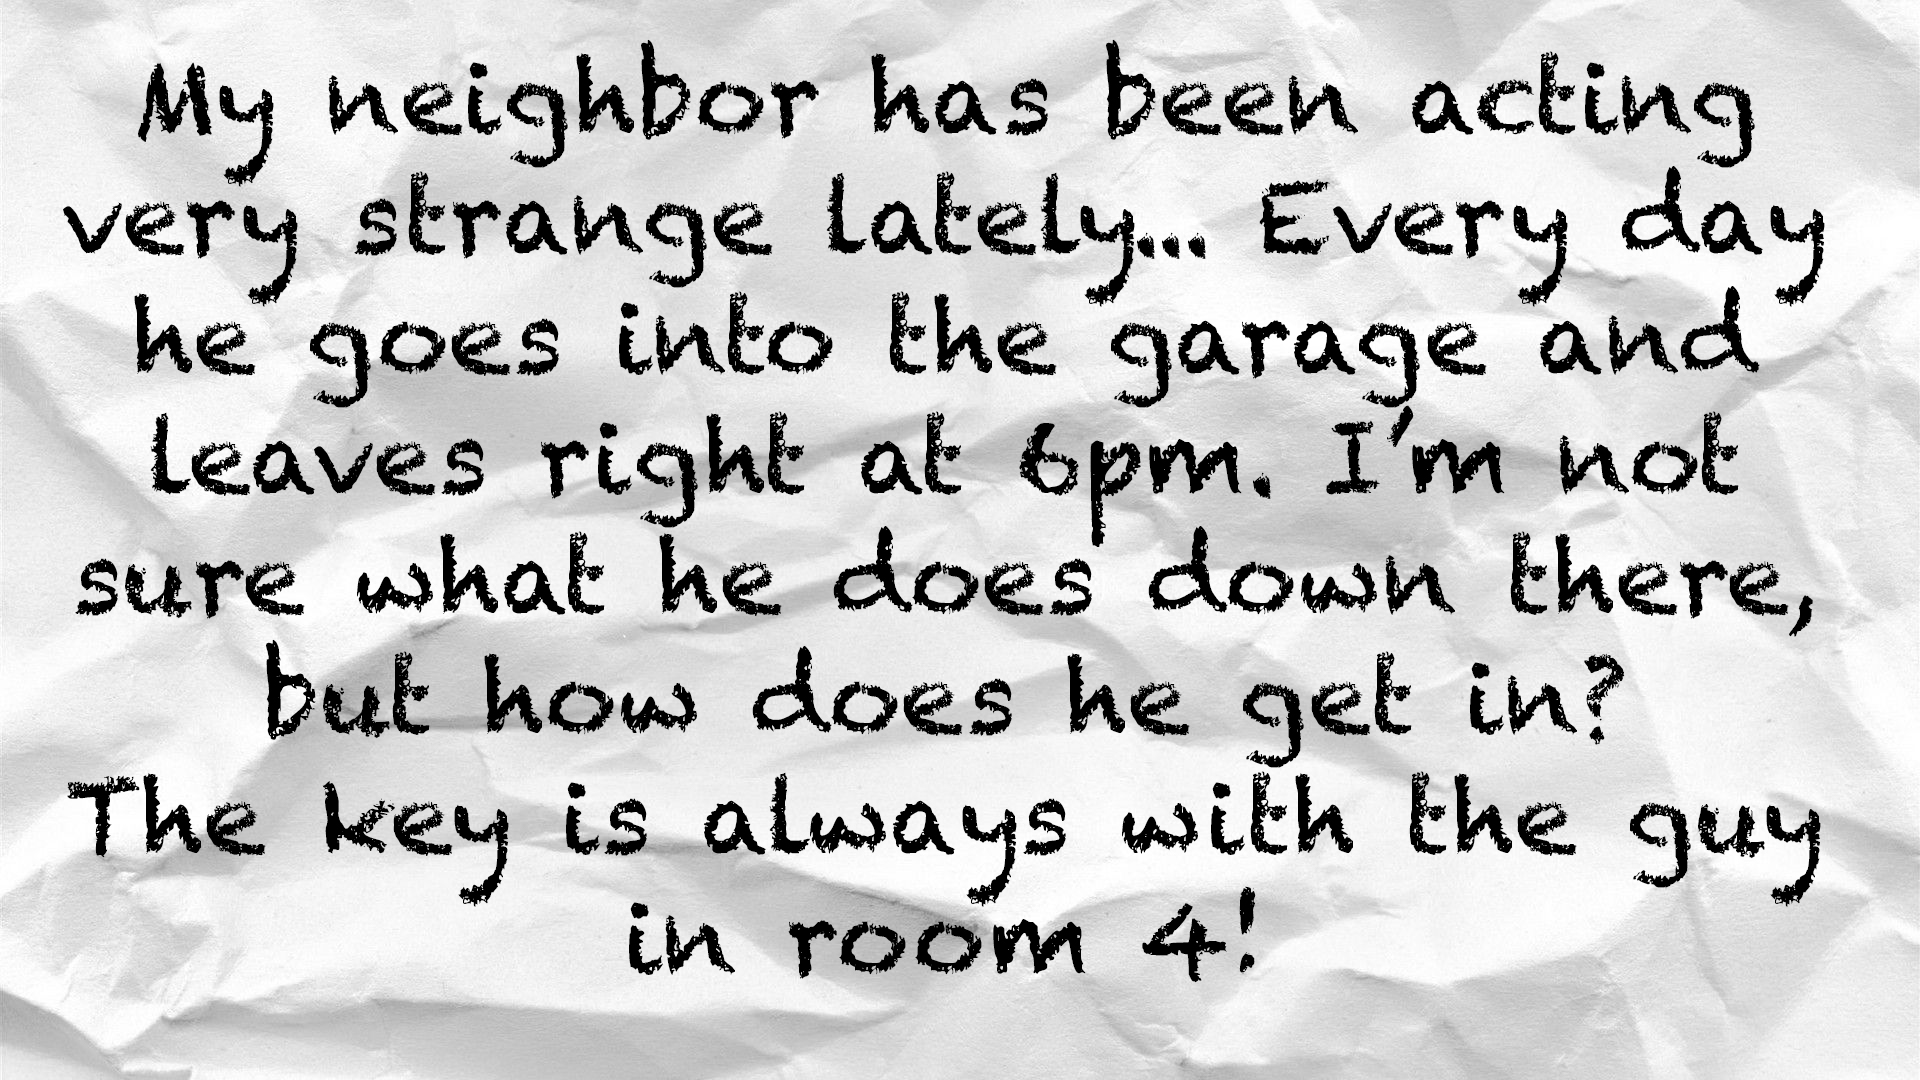 My neighbor has been acting
very strange lately... Every day
he goes into the garage and
leaves right at 6pm. I'm not
sure what he does down there,
but how does he get in?
The key is always with the guy
in room 4!